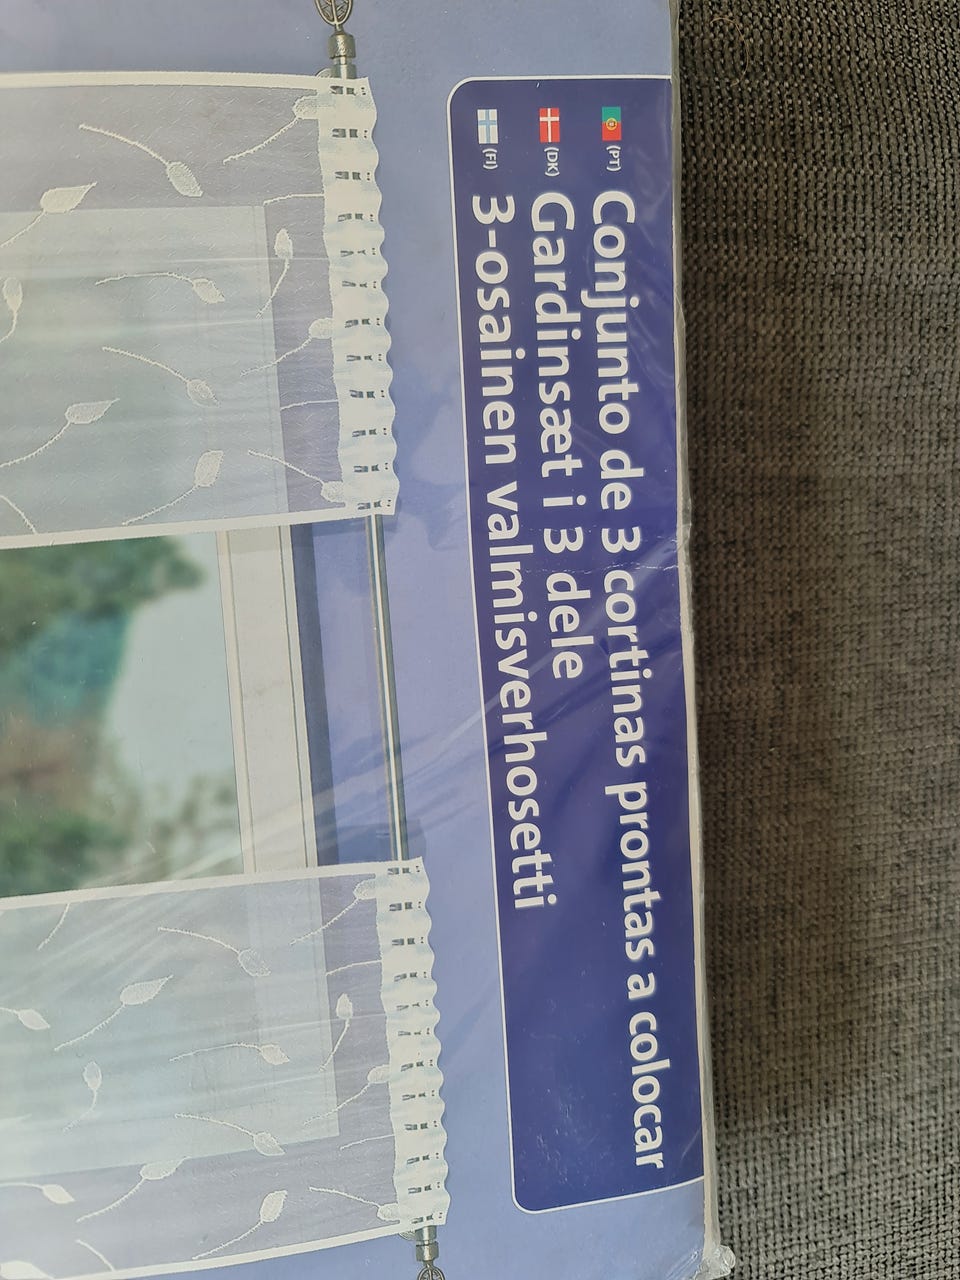 (PT) Conjunto de 3 cortinas prontas a colocar
(DK) Gardinsæt i 3 dele
(FI) 3-osainen valmisverhosetti